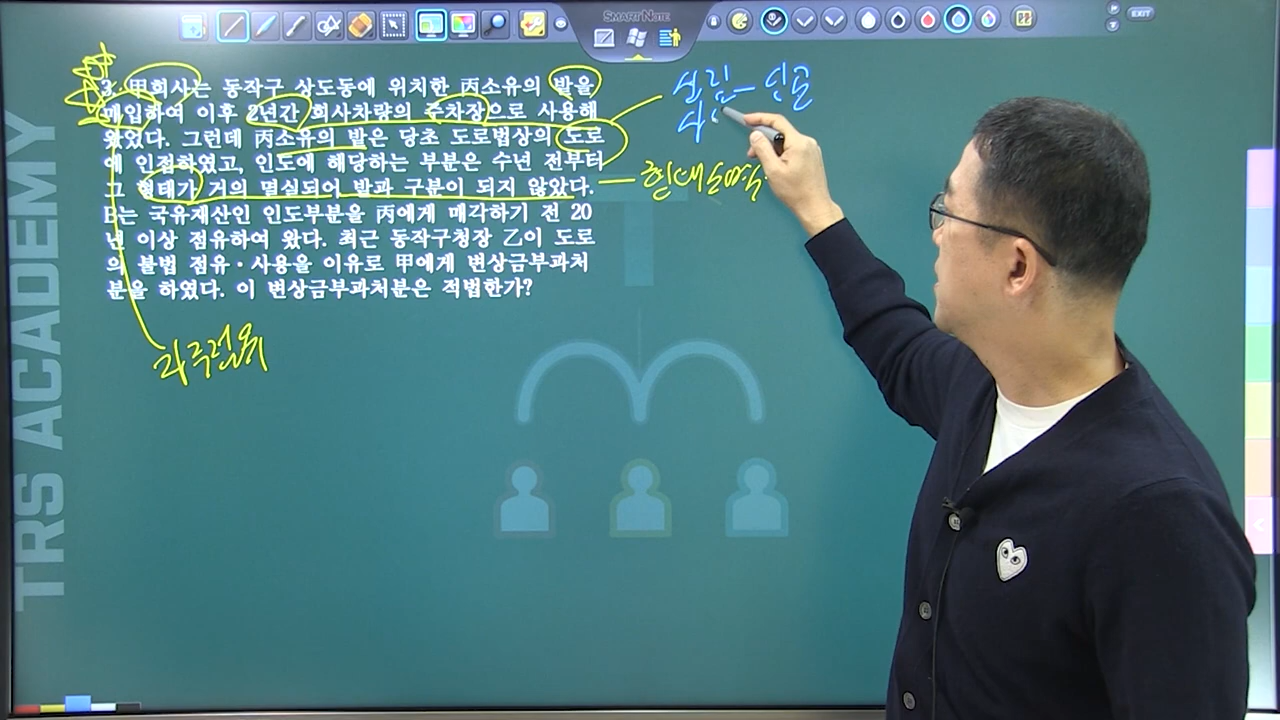 SMART NOTE
EXIT
3. 甲회사는 동작구 상도동에 위치한 丙소유의 밭을
매입하여 이후 2년간 회사차량의 주차장으로 사용해
왔었다. 그런데 丙소유의 밭은 당초 도로법상의 도로
에 인접하였고, 인도에 해당하는 부분은 수년 전부터
그 형태가 거의 멸실되어 밭과 구분이 되지 않았다.
B는 국유재산인 인도부분을 丙에게 매각하기 전 20
년 이상 점유하여 왔다. 최근 동작구청장 乙이 도로
의 불법 점유·사용을 이유로 甲에게 변상금부과처
분을 하였다. 이 변상금부과처분은 적법한가?
자주점유
TRS ACADEMY